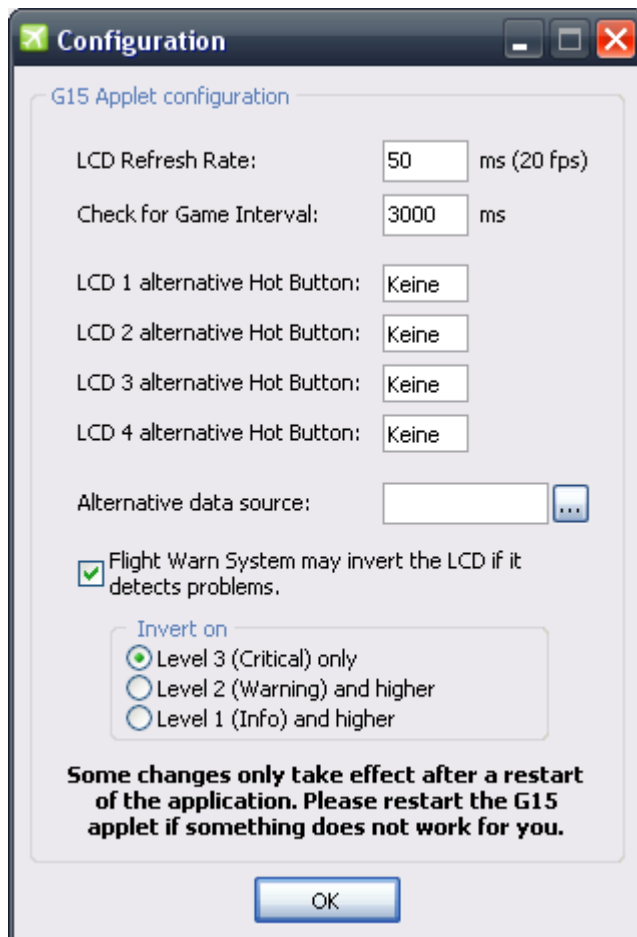 Configuration
G15 Applet configuration
LCD Refresh Rate: 50 ms (20 fps)
Check for Game Interval: 3000 ms
LCD 1 alternative Hot Button: Keine
LCD 2 alternative Hot Button: Keine
LCD 3 alternative Hot Button: Keine
LCD 4 alternative Hot Button: Keine
Alternative data source: ...
Flight Warn System may invert the LCD if it
detects problems.
Invert on
Level 3 (Critical) only
Level 2 (Warning) and higher
Level 1 (Info) and higher
Some changes only take effect after a restart
of the application. Please restart the G15
applet if something does not work for you.
OK